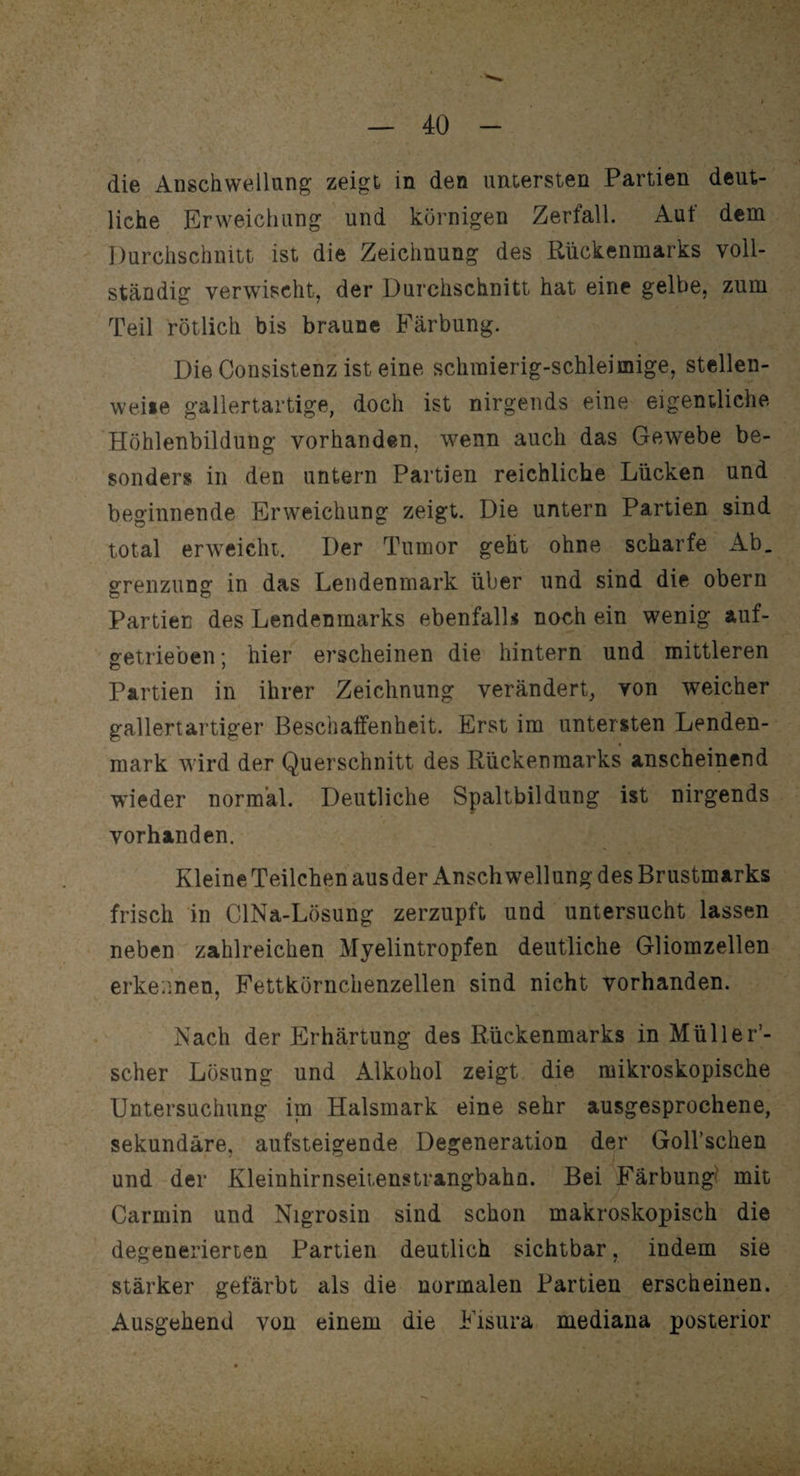 — 40 —
die Anschwellung zeigt in den untersten Partien deut-
liche Erweichung und körnigen Zerfall. Auf dem
Durchschnitt ist die Zeichnung des Rückenmarks voll-
ständig verwischt, der Durchschnitt hat eine gelbe, zum
Teil rötlich bis braune Färbung.
Die Consistenz ist eine schmierig-schleimige, stellen-
weise gallertartige, doch ist nirgends eine eigentliche
Höhlenbildung vorhanden, wenn auch das Gewebe be-
sonders in den untern Partien reichliche Lücken und
beginnende Erweichung zeigt. Die untern Partien sind
total erweicht. Der Tumor geht ohne scharfe Ab-
grenzung in das Lendenmark über und sind die obern
Partien des Lendenmarks ebenfalls noch ein wenig auf-
getrieben; hier erscheinen die hintern und mittleren
Partien in ihrer Zeichnung verändert, von weicher
gallertartiger Beschaffenheit. Erst im untersten Lenden-
mark wird der Querschnitt des Rückenmarks anscheinend
wieder normal. Deutliche Spaltbildung ist nirgends
vorhanden.
Kleine Teilchen aus der Anschwellung des Brustmarks
frisch in ClNa-Lösung zerzupft und untersucht lassen
neben zahlreichen Myelintropfen deutliche Gliomzellen
erkennen, Fettkörnchenzellen sind nicht vorhanden.
Nach der Erhärtung des Rückenmarks in Müller'-
scher Lösung und Alkohol zeigt die mikroskopische
Untersuchung im Halsmark eine sehr ausgesprochene,
sekundäre, aufsteigende Degeneration der Goll'schen
und der Kleinhirnseitenstrangbahn. Bei Färbung mit
Carmin und Nigrosin sind schon makroskopisch die
degenerierten Partien deutlich sichtbar, indem sie
stärker gefärbt als die normalen Partien erscheinen.
Ausgehend von einem die Fisura mediana posterior